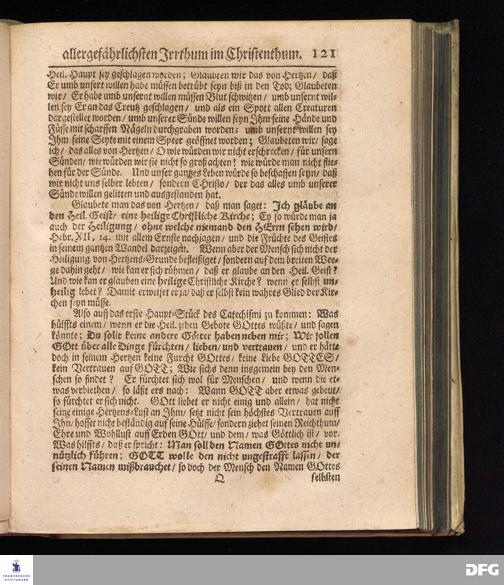 allergefährlichsten Irrthum im Christenthum. 121
Heil. Haupt sey geschlagen worden; Glaubten wir das von Hertzen/ daß
Er umb unsert willen habe müssen betrübt seyn biß in den Tod; Glaubeten
wir/ Er habe umb unsernt willen müssen Blut schwitzen/ umb unsernt wil-
len sey Er an das Creutz geschlagen/ und als ein Spott allen Creaturen
dargestellet worden/ umb unserer Sünde willen seyn Ihm seine Hände und
Füsse mit scharffen Nägeln durchgraben worden: umb unsernt willen sey
Ihm seine Seyte mit einem Speer geöffnet worden; Glaubeten wir/ sage
ich/ das alles von Hertzen/ O wie würden wir nicht erschrecken/ für unsern
Sünden/ wie würden wir sie nicht so groß achten! wie würde man nicht flie-
hen für der Sünde. Und unser gantzes Leben würde so beschaffen seyn/ daß
wir nicht uns selber lebeten/ sondern Christo/ der das alles umb unserer
Sünde willen gelitten und ausgestanden hat.
Glaubete man das von Hertzen/ daß man saget: Ich gläube an
den Heil. Geist/ eine heilige Christliche Kirche; Ey so würde man ja
auch der Heiligung/ ohne welche niemand den HErrn sehen wird/
Hebr. XII, 14. mit allem Ernste nachjagen/ und die Früchte des Geistes
in seinem gantzen Wandel darzeigen. Wenn aber der Mensch sich nicht der
Heiligung von Hertzens-Grunde befleißiget/ sondern auf dem breiten We-
ge dahin geht/ wie kan er sich rühmen/ daß er glaube an den Heil. Geist?
Und wie kan er glauben eine heilige Christliche Kirche? wenn er selbst un-
heilig lebet? Damit erweiset er ja/ daß er selbst kein wahres Glied der Kir-
chen seyn müsse.
Also auff das erste Haupt-Stück des Catechismi zu kommen: Was
hülffts einem/ wenn er die Heil. zehen Gebote GOttes wüßte/ und sagen
könnte; Du solt keine andere Götter haben neben mir; Wir sollen
GOtt über alle Dinge fürchten/ lieben/ und vertrauen/ und er hätte
doch in seinem Hertzen keine Furcht GOttes/ keine Liebe GOTTES/
kein Vertrauen auf GOTT; Wie sichs denn insgemein bey den Men-
schen so findet? Er fürchtet sich wol für Menschen/ und wenn die et-
was verbiethen/ so läßt ers nach: Wann GOTT aber etwas gebeut/
so fürchtet er sich nicht. GOtt liebet er nicht einig und allein/ hat nicht
seine einige Hertzens-Lust an Ihm/ setzt nicht sein höchstes Vertrauen auff
Ihn/ hoffet nicht beständig auf seine Hülffe/ sondern ziehet seinen Reichthum/
Ehre und Wohllust auff Erden GOtt/ und dem/ was Göttlich ist/ vor.
Was hilffts/ daß er spricht: Man soll den Namen GOttes nicht un-
nützlich führen; GOTT wolle den nicht ungestrafft lassen/ der
seinen Namen mißbrauchet/ so doch der Mensch den Namen GOttes
Q selbsten
FRANCKESCHE
STIFTUNGEN
DFG